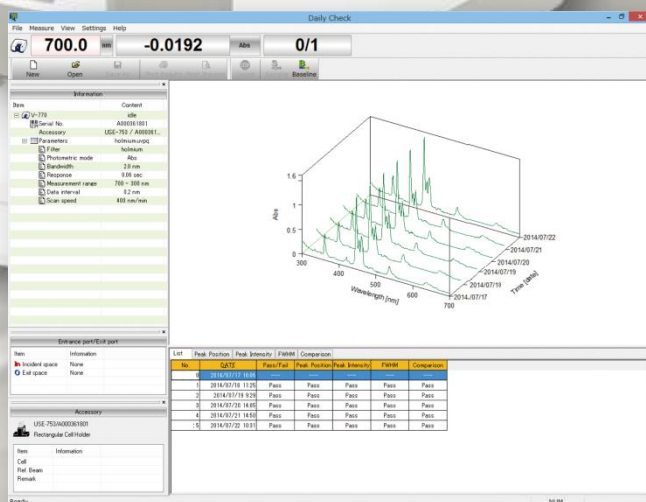 Daily Check
File Measure View Settings Help
700.0 nm -0.0192 Abs 0/1
New Open Baseline
Information
Item Content
V-770 idle
Serial No. A000361801
Accessory USE-753 / A000361...
Parameters holmium.vpq
Filter holmium
Photometric mode Abs
Bandwidth 2.0 nm
Response 0.06 sec
Measurement range 700 - 300 nm
Data interval 0.2 nm
Scan speed 400 nm/min
Entrance port/Exit port
Item Information
Incident space None
Exit space None
Accessory
USE-753/A000361801
Rectangular Cell Holder
Item Information
Cell
Ref. Beam
Remark
Ready
1.6
1
0.5
0
Abs
300
400
500
600
700
Wavelength [nm]
2014/07/22
2014/07/21
2014/07/20
2014/07/19
2014/07/18
2014/07/17
Time [date]
List Peak Position Peak Intensity FWHM Comparison
No. DATE Pass/Fail Peak Position Peak Intensity FWHM Comparison
0 2014/07/17 16:06 ---- ---- ---- ---- ----
1 2014/07/18 11:25 Pass Pass Pass Pass Pass
2 2014/07/19 9:29 Pass Pass Pass Pass Pass
3 2014/07/20 14:05 Pass Pass Pass Pass Pass
4 2014/07/21 14:50 Pass Pass Pass Pass Pass
5 2014/07/22 10:31 Pass Pass Pass Pass Pass
NUM